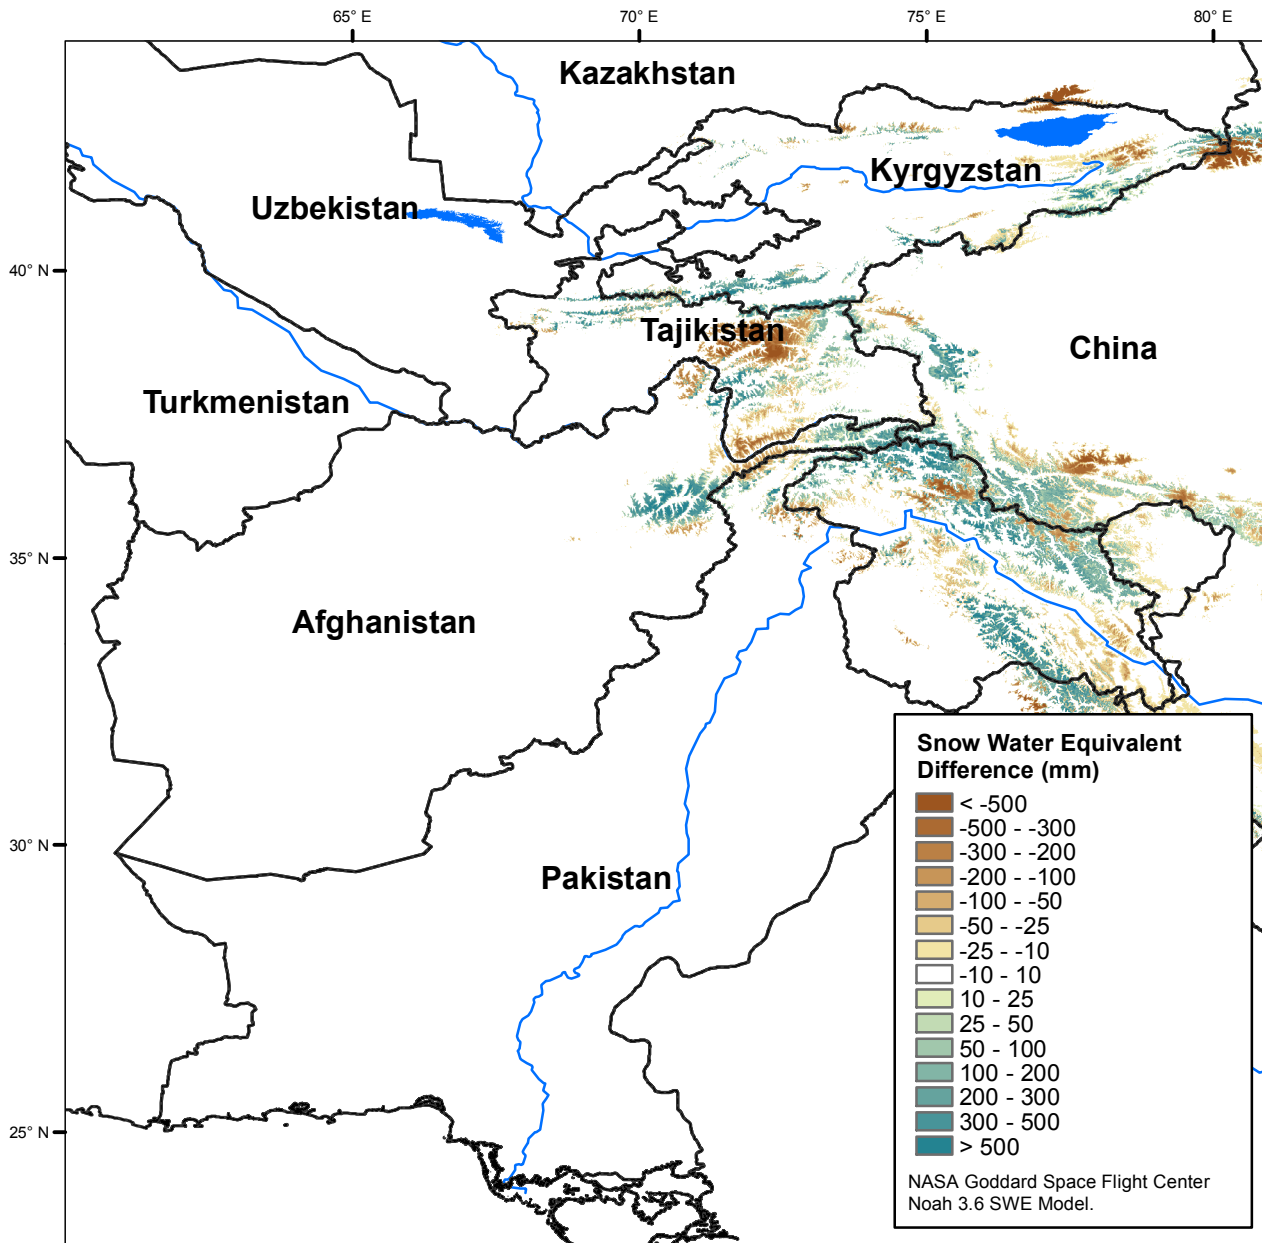 65° E
70° E
75° E
80° E
Kazakhstan
Kyrgyzstan
Uzbekistan
40° N
Tajikistan
China
Turkmenistan
35° N
Afghanistan
30° N
Pakistan
25° N
Snow Water Equivalent
Difference (mm)
< -500
-500 - -300
-300 - -200
-200 - -100
-100 - -50
-50 - -25
-25 - -10
-10 - 10
10 - 25
25 - 50
50 - 100
100 - 200
200 - 300
300 - 500
> 500
NASA Goddard Space Flight Center
Noah 3.6 SWE Model.